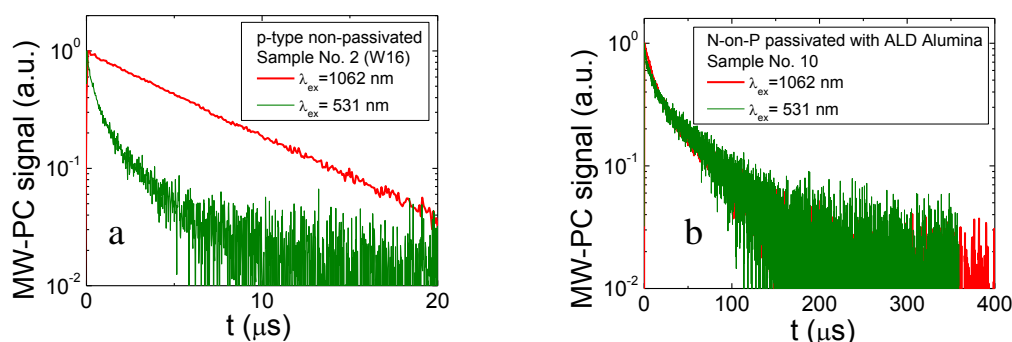 p-type non-passivated
Sample No. 2 (W16)
λex=1062 nm
λex= 531 nm
MW-PC signal (a.u.)
10⁰
10⁻¹
10⁻²
a
0 10 20
t (μs)
N-on-P passivated with ALD Alumina
Sample No. 10
λex=1062 nm
λex= 531 nm
MW-PC signal (a.u.)
10⁰
10⁻¹
10⁻²
b
0 100 200 300 400
t (μs)